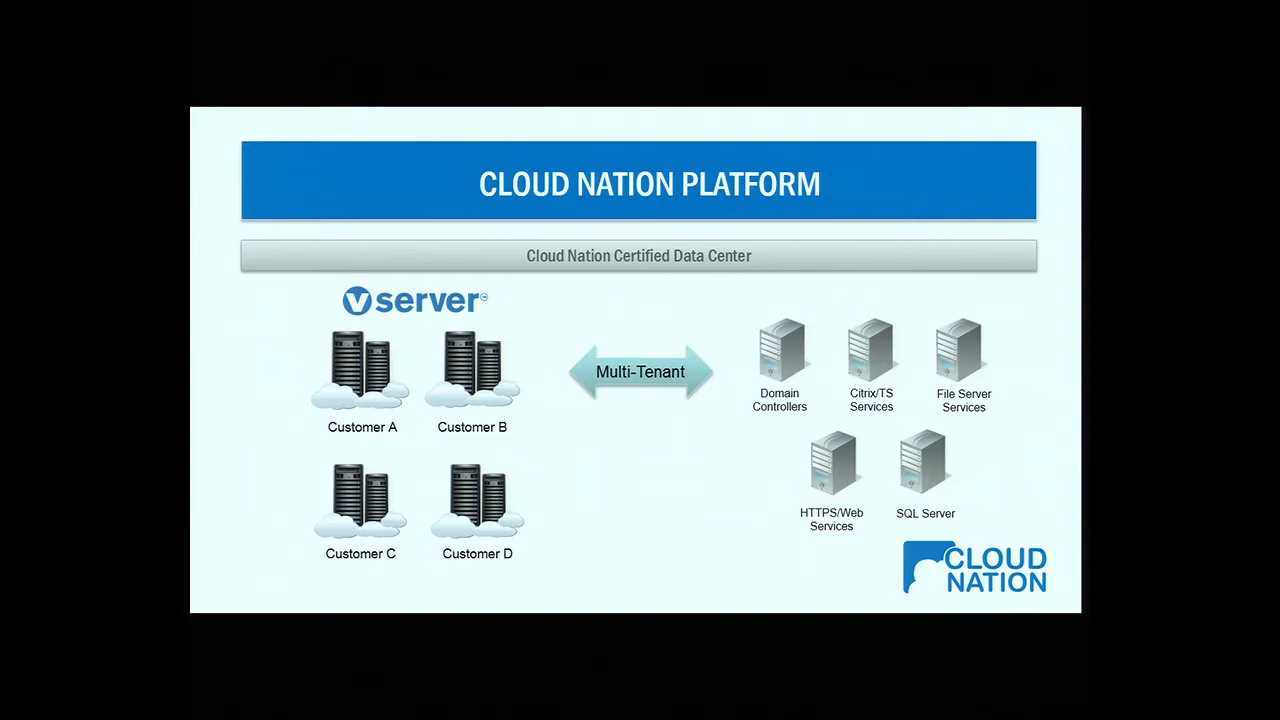 CLOUD NATION PLATFORM
Cloud Nation Certified Data Center
vserver™
Customer A
Customer B
Multi-Tenant
Domain
Controllers
Citrix/TS
Services
File Server
Services
Customer C
Customer D
HTTPS/Web
Services
SQL Server
CLOUD
NATION